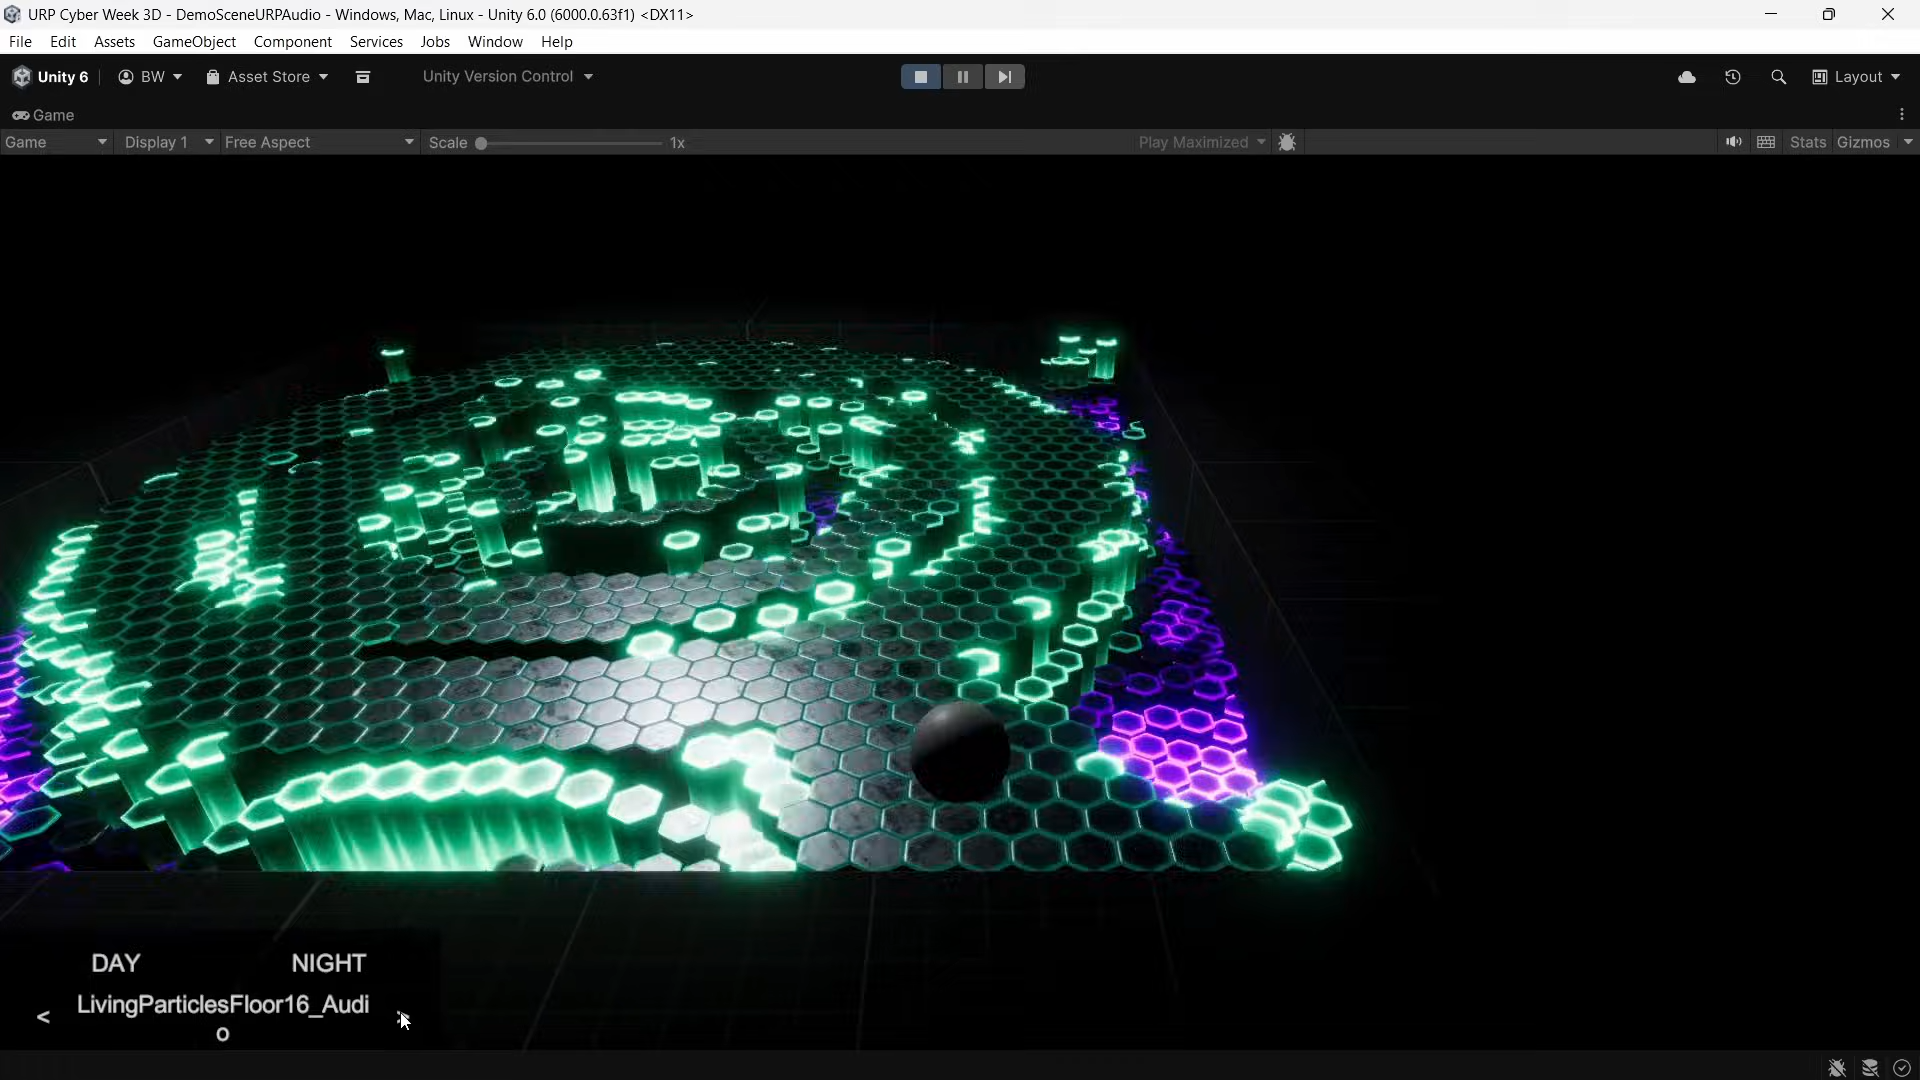 URP Cyber Week 3D - DemoSceneURPAudio - Windows, Mac, Linux - Unity 6.0 (6000.0.63f1) <DX11>
File Edit Assets GameObject Component Services Jobs Window Help
Unity 6 BW Asset Store Unity Version Control Layout
Game
Game Display 1 Free Aspect Scale 1x Play Maximized Stats Gizmos
DAY NIGHT
< LivingParticlesFloor16_Audi >
o